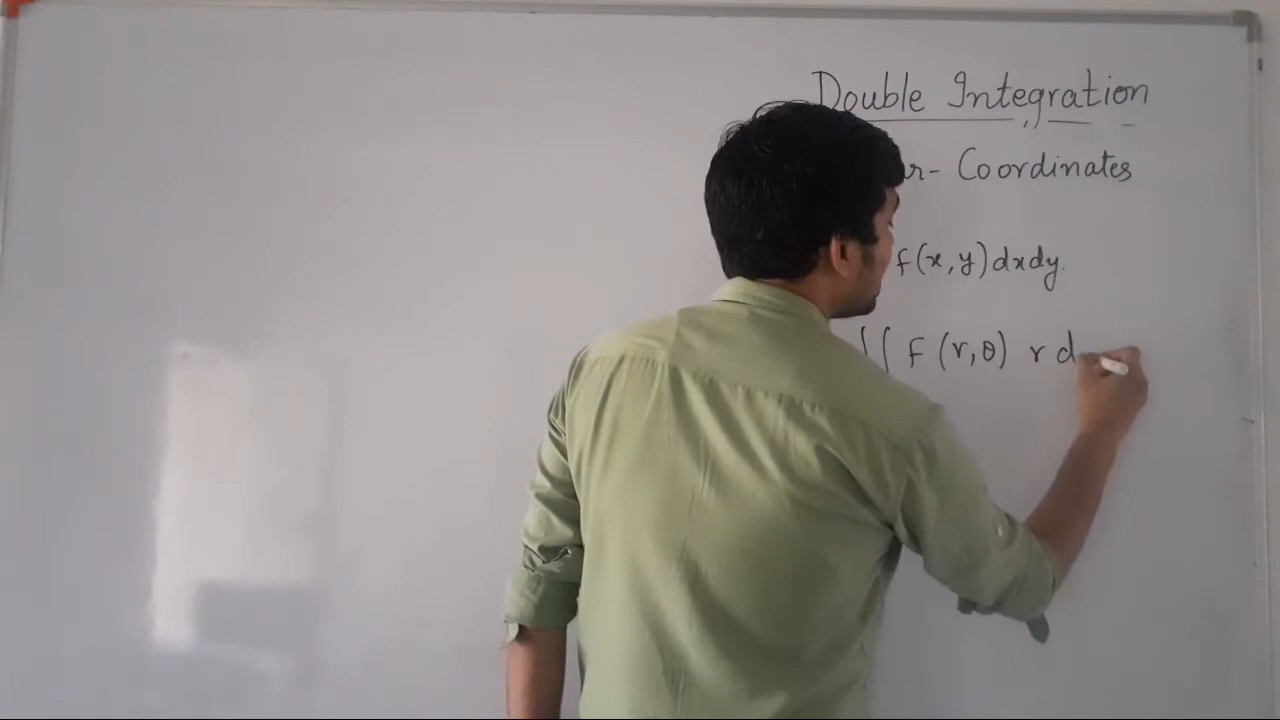 Double Integration
r- Coordinates
f(x,y)dxdy.
∫∫ f (r,θ) r d